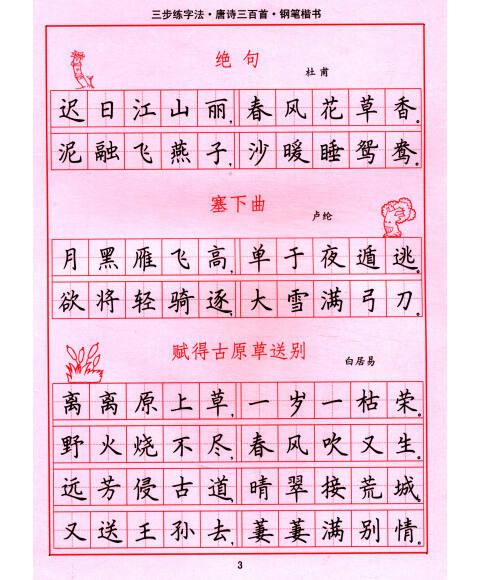 三步练字法·唐诗三百首·钢笔楷书
绝句
杜甫
迟日江山丽，春风花草香。
泥融飞燕子，沙暖睡鸳鸯。
塞下曲
卢纶
月黑雁飞高，单于夜遁逃。
欲将轻骑逐，大雪满弓刀。
赋得古原草送别
白居易
离离原上草，一岁一枯荣。
野火烧不尽，春风吹又生。
远芳侵古道，晴翠接荒城。
又送王孙去，萋萋满别情。
3